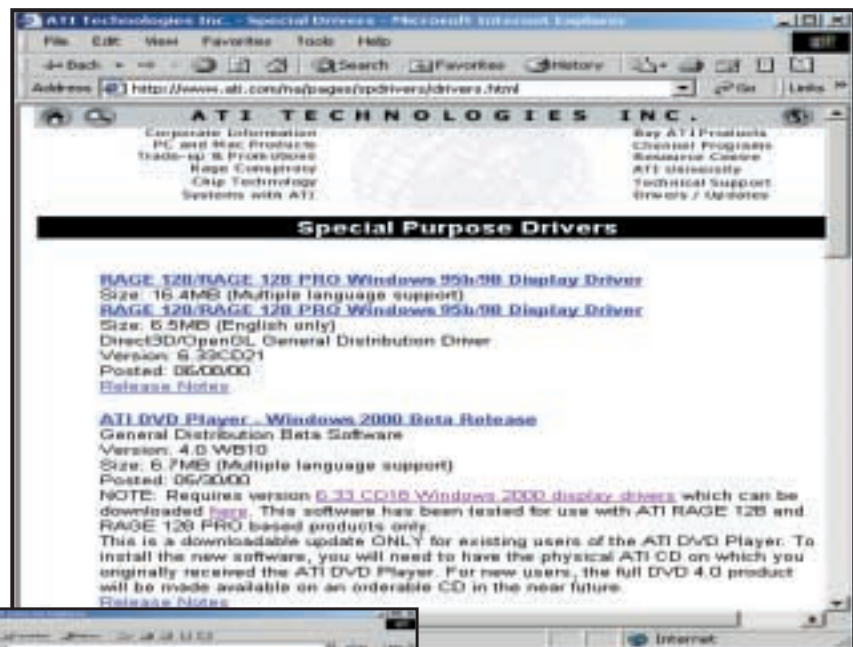 ATI Technologies Inc. - Special Drivers - Microsoft Internet Explorer
File Edit View Favorites Tools Help
Back Search Favorites History
Address http://www.ati.com/na/pages/spdrivers/drivers.html Go Links
ATI TECHNOLOGIES INC.
Corporate Information Buy ATI Products
PC and Mac Products Channel Programs
Trade-up & Promotions Resource Centre
Rage Conspiracy ATI University
Chip Technology Technical Support
Systems with ATI Drivers / Updates
Special Purpose Drivers
RAGE 128/RAGE 128 PRO Windows 95b/98 Display Driver
Size: 16.4MB (Multiple language support)
RAGE 128/RAGE 128 PRO Windows 95b/98 Display Driver
Size: 6.5MB (English only)
Direct3D/OpenGL General Distribution Driver
Version: 6.33CD21
Posted:
Release Notes
ATI DVD Player - Windows 2000 Beta Release
General Distribution Beta Software
Version: 4.0 WB10
Size: 6.7MB (Multiple language support)
Posted: 06/30/00
NOTE: Requires version 6.33 CD16 Windows 2000 display drivers which can be
downloaded here. This software has been tested for use with ATI RAGE 128 and
RAGE 128 PRO based products only.
This is a downloadable update ONLY for existing users of the ATI DVD Player. To
install the new software, you will need to have the physical ATI CD on which you
originally received the ATI DVD Player. For new users, the full DVD 4.0 product
will be made available on an orderable CD in the near future.
Release Notes
Internet